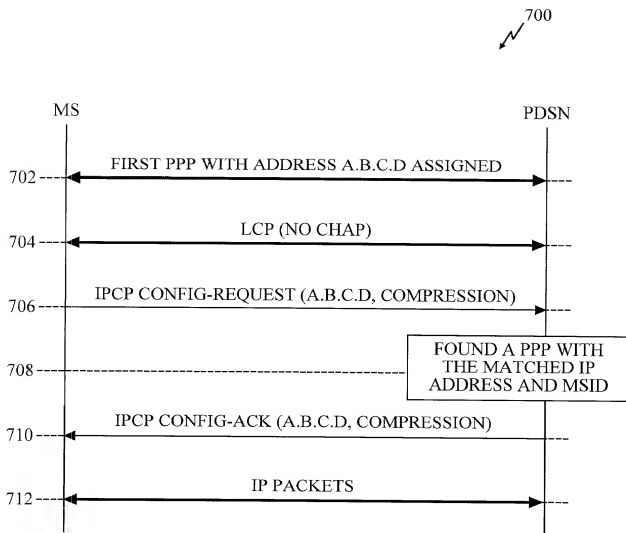 700
MS
PDSN
702
FIRST PPP WITH ADDRESS A.B.C.D ASSIGNED
704
LCP (NO CHAP)
706
IPCP CONFIG-REQUEST (A.B.C.D, COMPRESSION)
708
FOUND A PPP WITH
THE MATCHED IP
ADDRESS AND MSID
710
IPCP CONFIG-ACK (A.B.C.D, COMPRESSION)
712
IP PACKETS